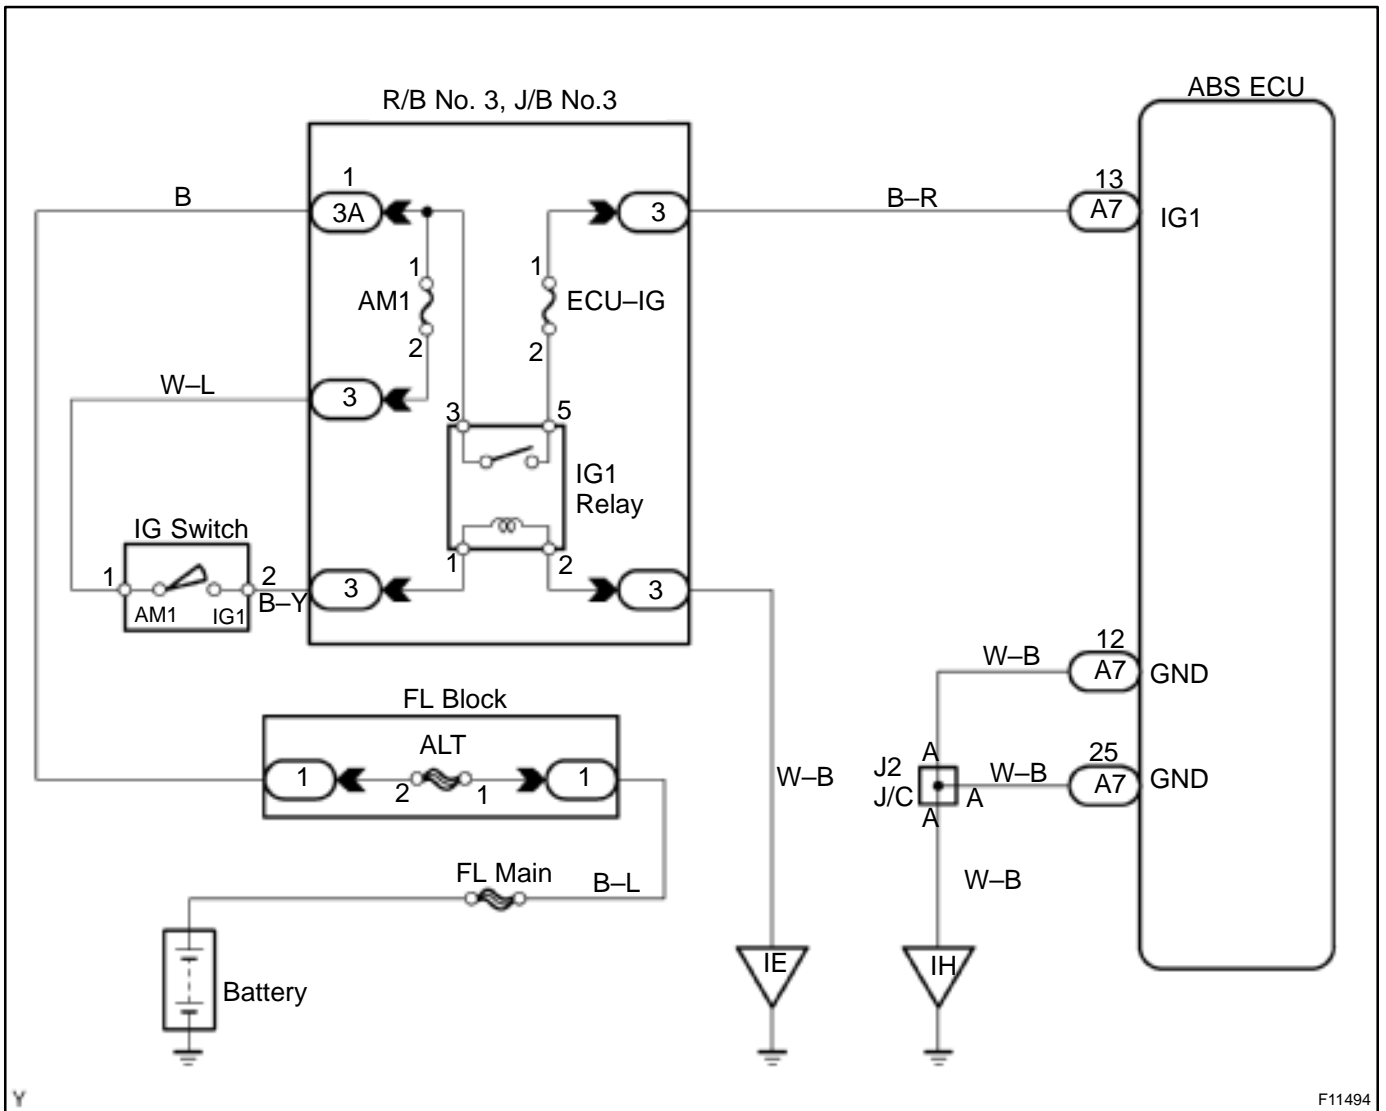 ABS ECU
R/B No. 3, J/B No.3
1
13
B
3A
3
B–R
A7
IG1
1
1
AM1
ECU–IG
2
2
W–L
3
3
5
IG1
Relay
IG Switch
1
2
1
2
3
3
AM1
IG1
B–Y
12
W–B
A7
GND
FL Block
ALT
A
25
1
1
W–B
J2
W–B
A7
GND
2
1
J/C
A
A
FL Main
B–L
W–B
IE
IH
Battery
Y
F11494